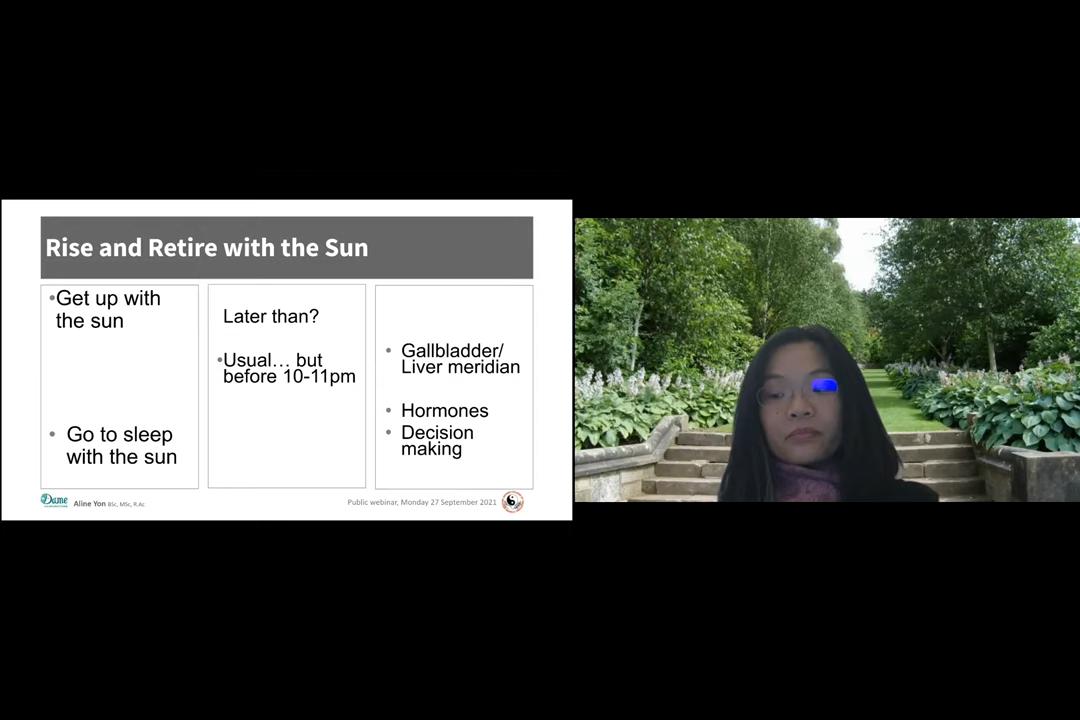 Rise and Retire with the Sun
•Get up with
the sun
• Go to sleep
with the sun
Later than?
•Usual… but
before 10-11pm
• Gallbladder/
Liver meridian
• Hormones
• Decision
making
Dame
Aline Yon BSc, MSc, R.Ac
Public webinar, Monday 27 September 2021